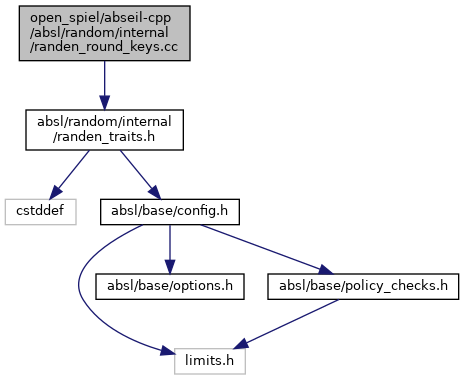 open_spiel/abseil-cpp
/absl/random/internal
/randen_round_keys.cc
absl/random/internal
/randen_traits.h
cstddef
absl/base/config.h
absl/base/options.h
absl/base/policy_checks.h
limits.h